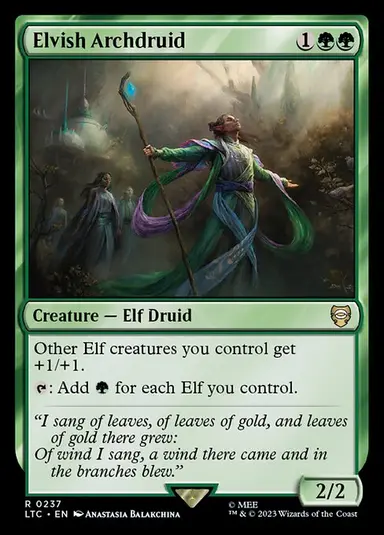 Elvish Archdruid 1
Creature — Elf Druid
Other Elf creatures you control get
+1/+1.
: Add for each Elf you control.
“I sang of leaves, of leaves of gold, and leaves
of gold there grew:
Of wind I sang, a wind there came and in
the branches blew.”
2/2
R 0237
LTC • EN Anastasia Balakchina
© MEE
™ & © 2023 Wizards of the Coast